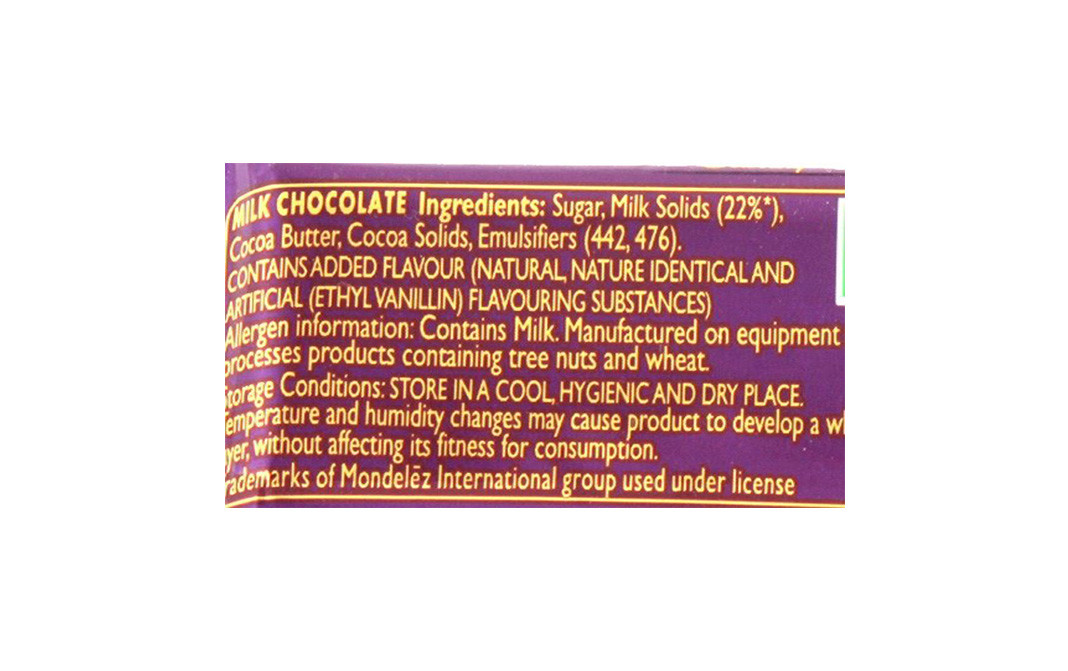 MILK CHOCOLATE Ingredients: Sugar, Milk Solids (22%*),
Cocoa Butter, Cocoa Solids, Emulsifiers (442, 476).
CONTAINS ADDED FLAVOUR (NATURAL, NATURE IDENTICAL AND
ARTIFICIAL (ETHYL VANILLIN) FLAVOURING SUBSTANCES)
Allergen information: Contains Milk. Manufactured on equipment
processes products containing tree nuts and wheat.
Storage Conditions: STORE IN A COOL, HYGIENIC AND DRY PLACE.
Temperature and humidity changes may cause product to develop a
without affecting its fitness for consumption.
rademarks of Mondelēz International group used under license